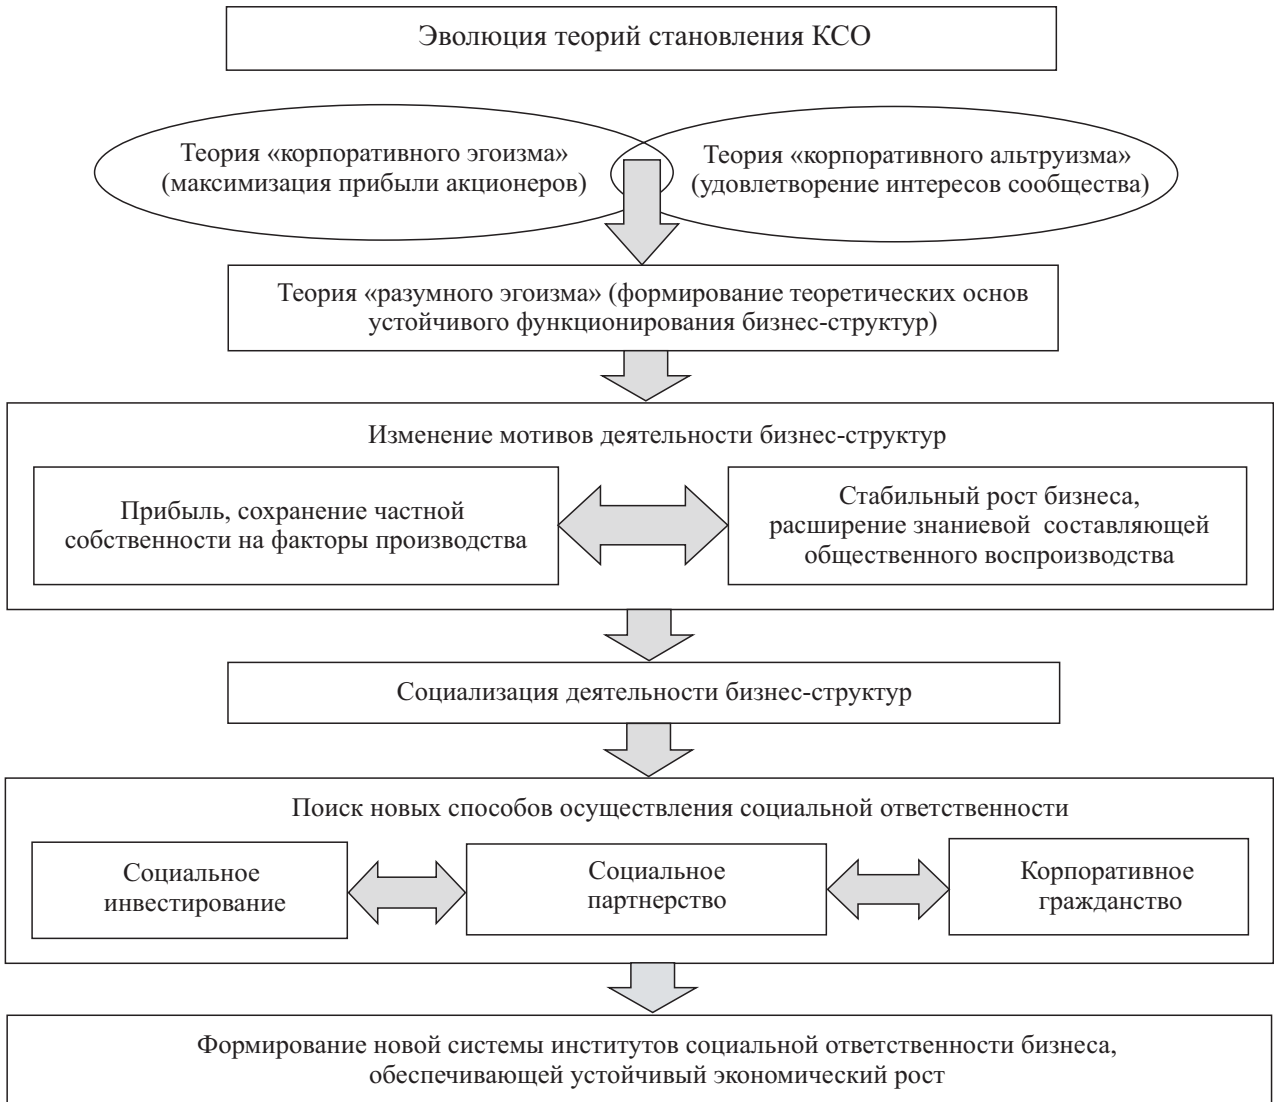 Эволюция теорий становления КСО
Теория «корпоративного эгоизма»
(максимизация прибыли акционеров)
Теория «корпоративного альтруизма»
(удовлетворение интересов сообщества)
Теория «разумного эгоизма» (формирование теоретических основ
устойчивого функционирования бизнес-структур)
Изменение мотивов деятельности бизнес-структур
Прибыль, сохранение частной
собственности на факторы производства
Стабильный рост бизнеса,
расширение знаниевой составляющей
общественного воспроизводства
Социализация деятельности бизнес-структур
Поиск новых способов осуществления социальной ответственности
Социальное
инвестирование
Социальное
партнерство
Корпоративное
гражданство
Формирование новой системы институтов социальной ответственности бизнеса,
обеспечивающей устойчивый экономический рост